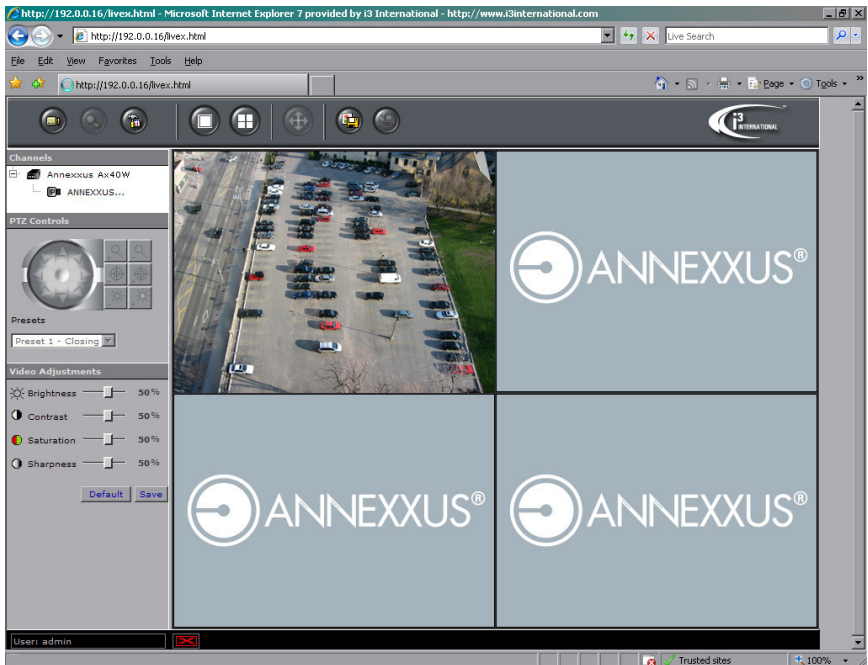 http://192.0.0.16/livex.html - Microsoft Internet Explorer 7 provided by i3 International - http://www.i3international.com
http://192.0.0.16/livex.html
Live Search
File Edit View Favorites Tools Help
http://192.0.0.16/livex.html
Page Tools »
i3 INTERNATIONAL
Channels
Annexxus Ax40W
ANNEXXUS...
PTZ Controls
Presets
Preset 1 - Closing
Video Adjustments
Brightness 50%
Contrast 50%
Saturation 50%
Sharpness 50%
Default Save
ANNEXXUS®
ANNEXXUS®
ANNEXXUS®
User: admin
Trusted sites 100%